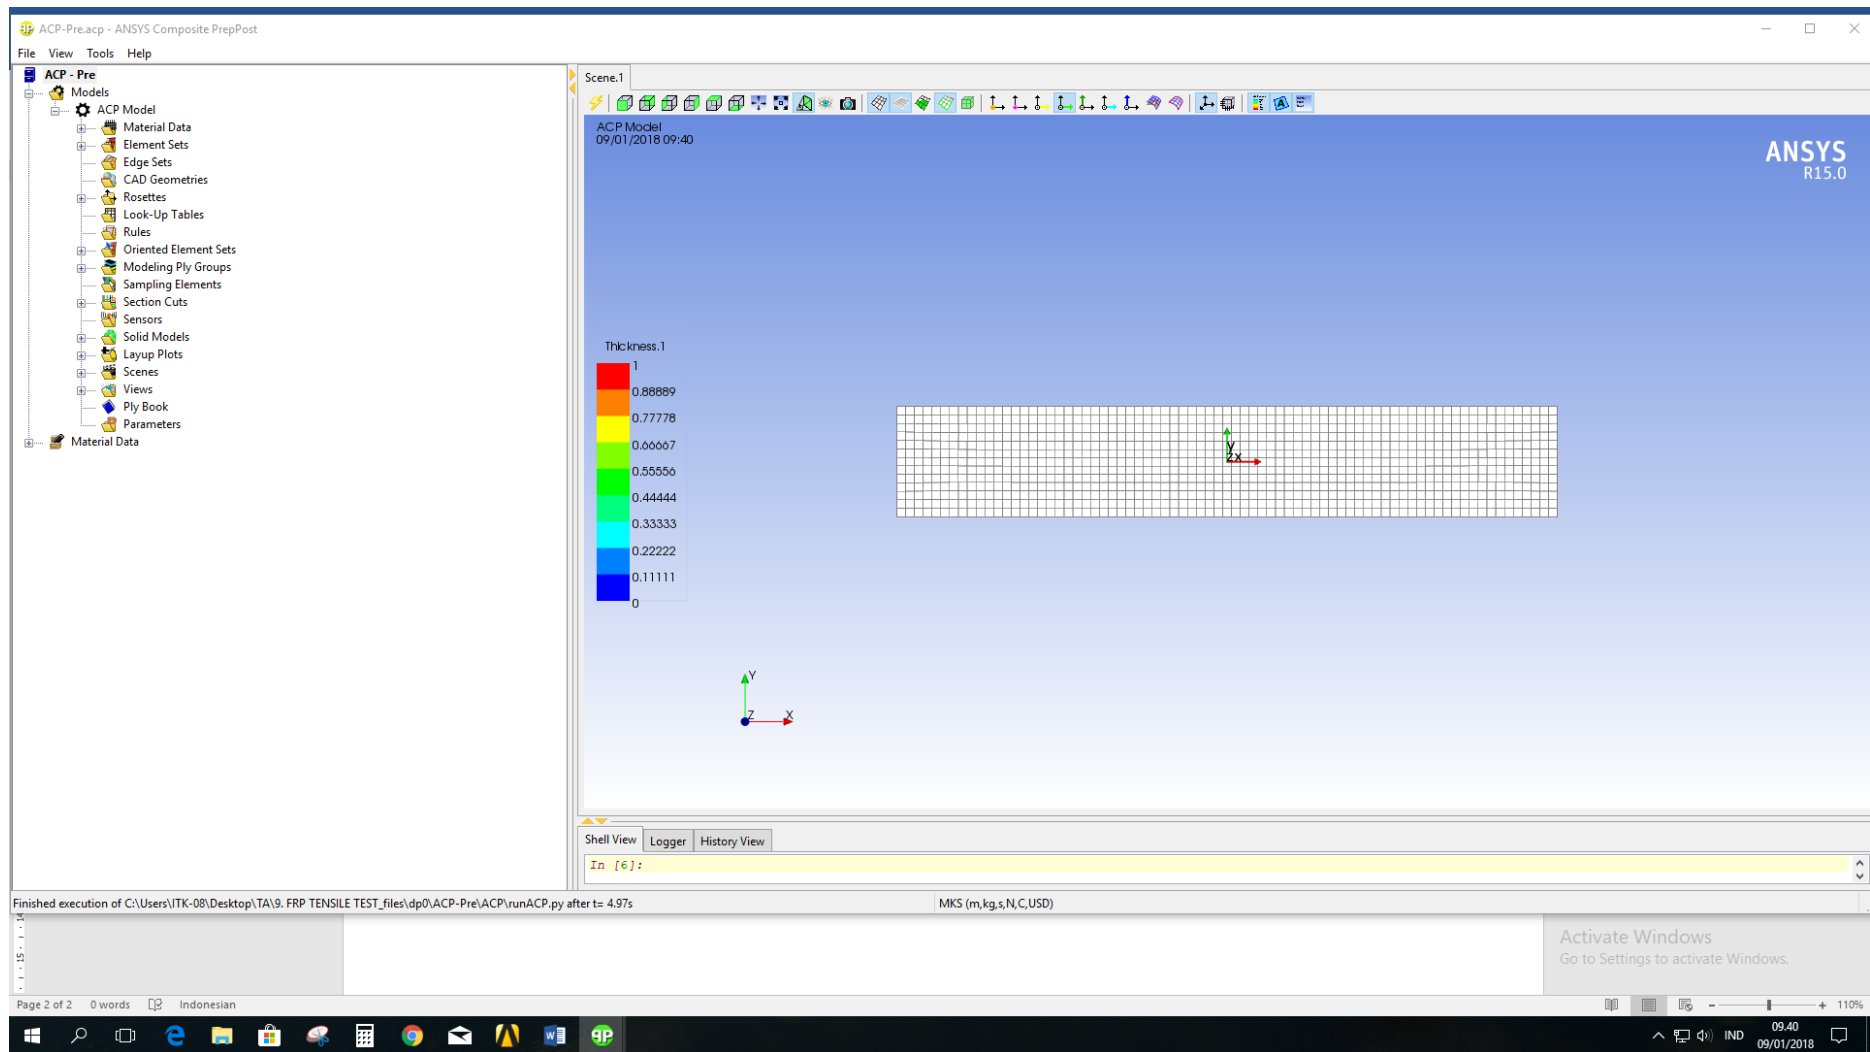 ACP-Pre.acp - ANSYS Composite PrepPost
File View Tools Help
ACP - Pre
Models
ACP Model
Material Data
Element Sets
Edge Sets
CAD Geometries
Rosettes
Look-Up Tables
Rules
Oriented Element Sets
Modeling Ply Groups
Sampling Elements
Section Cuts
Sensors
Solid Models
Layup Plots
Scenes
Views
Ply Book
Parameters
Material Data
Scene.1
ACP Model
09/01/2018 09:40
ANSYS
R15.0
Thickness.1
1
0.88889
0.77778
0.66667
0.55556
0.44444
0.33333
0.22222
0.11111
0
Y
Z X
Y
Z X
Shell View Logger History View
In [6]:
Finished execution of C:\Users\ITK-08\Desktop\TA\9. FRP TENSILE TEST_files\dp0\ACP-Pre\ACP\runACP.py after t= 4.97s
MKS (m,kg,s,N,C,USD)
15
Activate Windows
Go to Settings to activate Windows.
Page 2 of 2 0 words Indonesian
110%
IND
09.40
09/01/2018